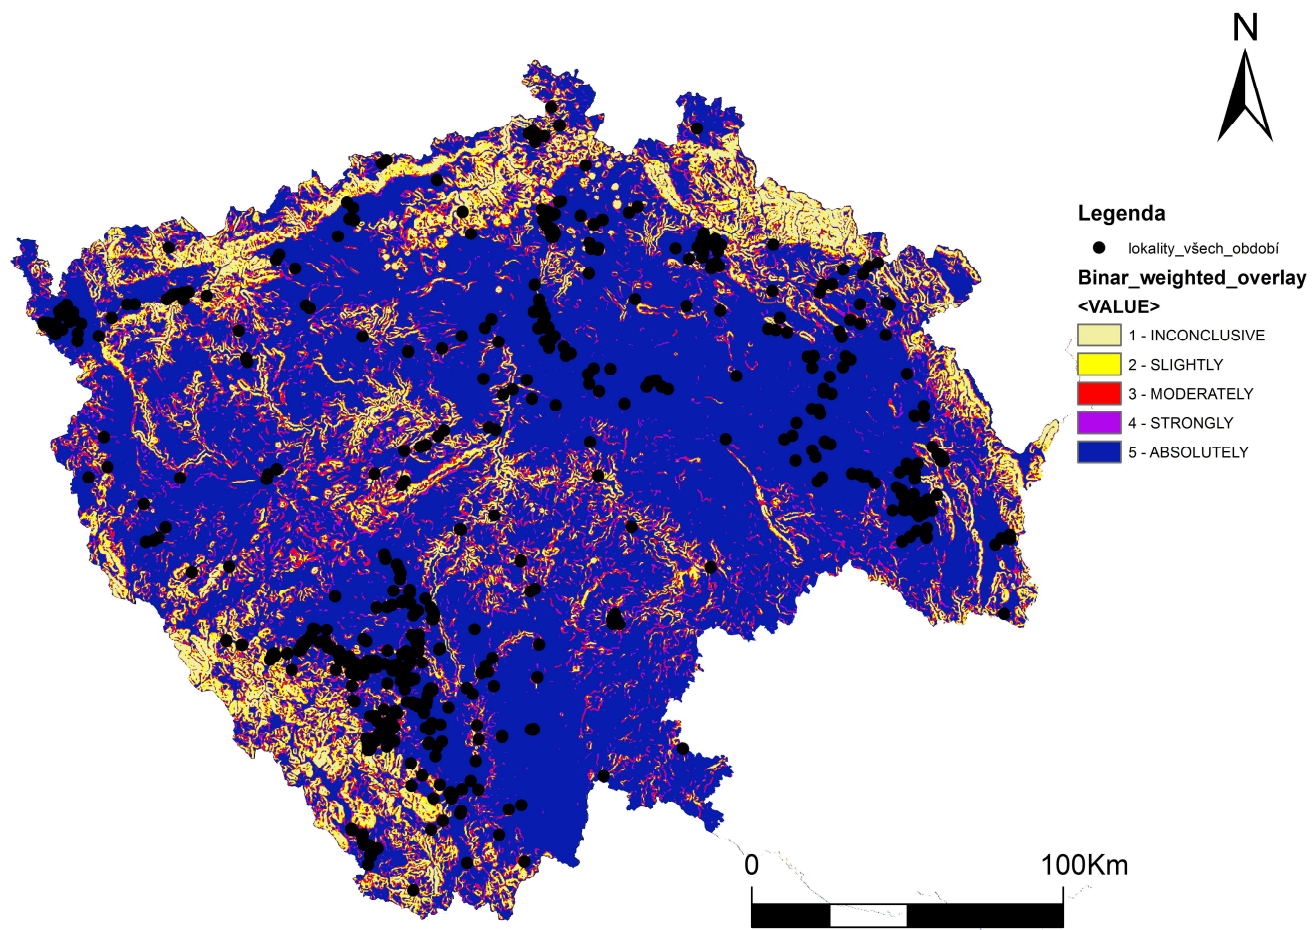 N
Legenda
lokality_všech_období
Binar_weighted_overlay
<VALUE>
1 - INCONCLUSIVE
2 - SLIGHTLY
3 - MODERATELY
4 - STRONGLY
5 - ABSOLUTELY
0 100Km